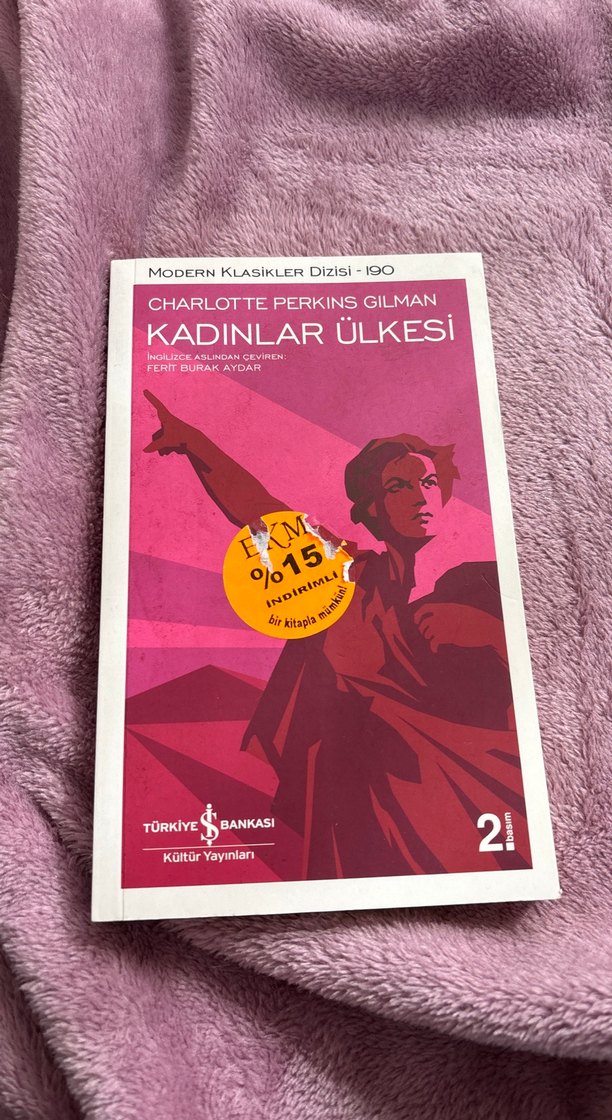 MODERN KLASİKLER DİZİSİ - 190
CHARLOTTE PERKINS GILMAN
KADINLAR ÜLKESİ
İNGİLİZCE ASLINDAN ÇEVİREN:
FERİT BURAK AYDAR
EKM
%15
İNDİRİMLİ
bir kitapla mümkün!
TÜRKİYE İŞ BANKASI
Kültür Yayınları
2. basım